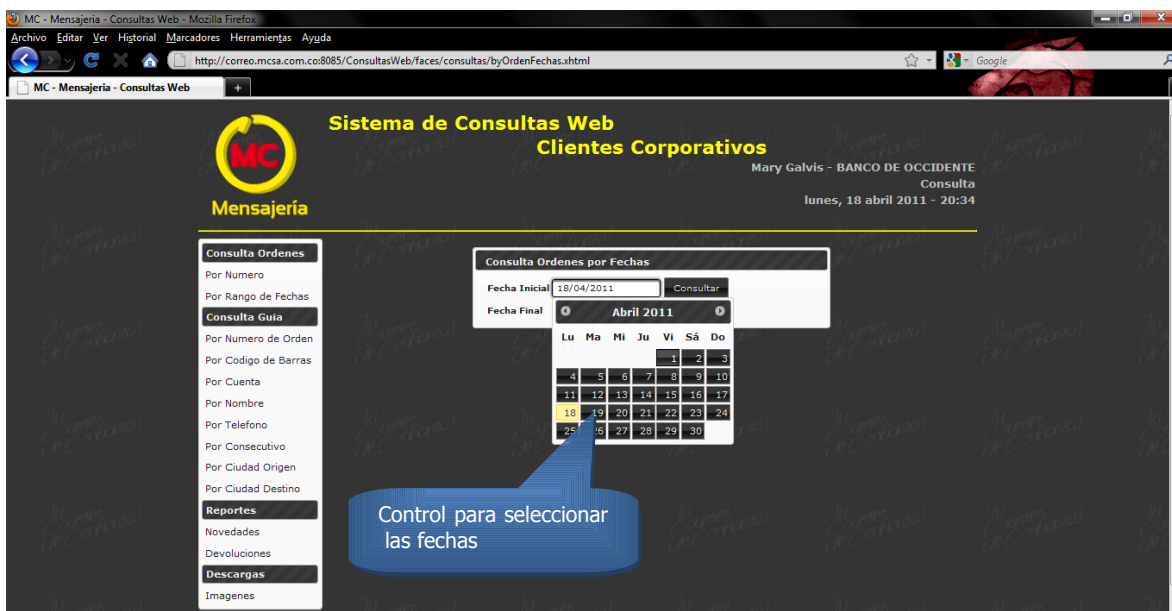 MC - Mensajeria - Consultas Web - Mozilla Firefox
Archivo Editar Ver Historial Marcadores Herramientas Ayuda
http://correo.mcsa.com.co:8085/ConsultasWeb/faces/consultas/byOrdenFechas.xhtml
Google
MC - Mensajeria - Consultas Web
MC
Mensajería
Sistema de Consultas Web
Clientes Corporativos
Mary Galvis - BANCO DE OCCIDENTE
Consulta
lunes, 18 abril 2011 - 20:34
Consulta Ordenes
Por Numero
Por Rango de Fechas
Consulta Guia
Por Numero de Orden
Por Codigo de Barras
Por Cuenta
Por Nombre
Por Telefono
Por Consecutivo
Por Ciudad Origen
Por Ciudad Destino
Reportes
Novedades
Devoluciones
Descargas
Imagenes
Consulta Ordenes por Fechas
Fecha Inicial 18/04/2011 Consultar
Fecha Final
Abril 2011
Lu Ma Mi Ju Vi Sá Do
1 2 3
4 5 6 7 8 9 10
11 12 13 14 15 16 17
18 19 20 21 22 23 24
25 26 27 28 29 30
Control para seleccionar
las fechas